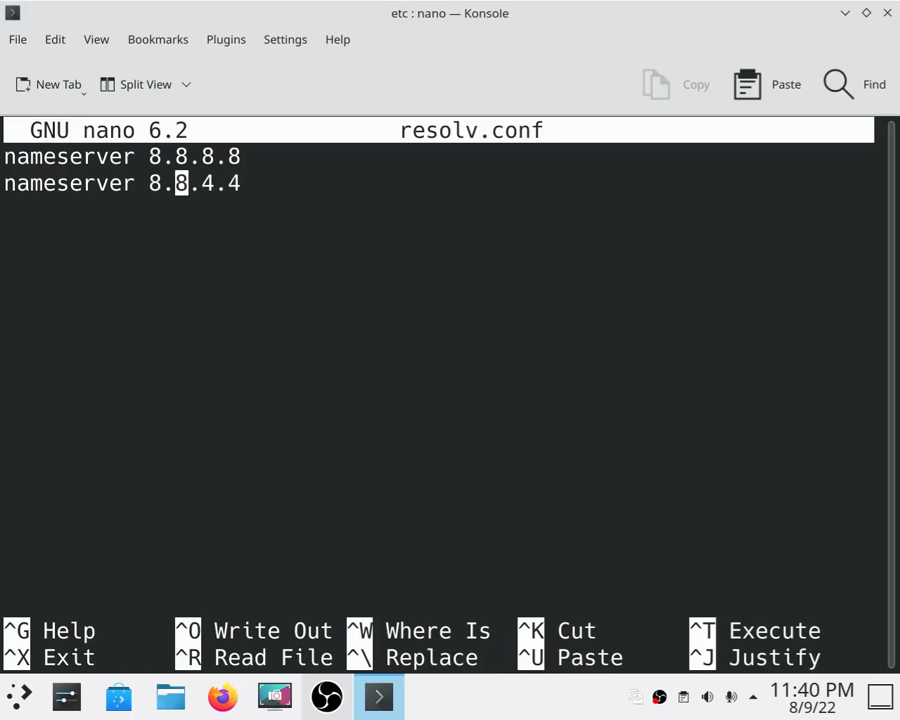 etc : nano — Konsole
File Edit View Bookmarks Plugins Settings Help
New Tab Split View Copy Paste Find
GNU nano 6.2 resolv.conf
nameserver 8.8.8.8
nameserver 8.8.4.4
^G Help ^O Write Out ^W Where Is ^K Cut ^T Execute
^X Exit ^R Read File ^\ Replace ^U Paste ^J Justify
11:40 PM
8/9/22